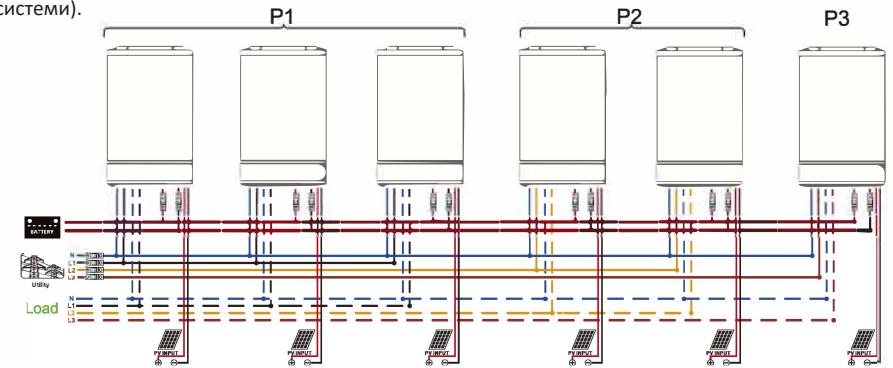 системи).
P1 P2 P3
BATTERY
N
L1
L2
L3
Utility
Load
N
L1
L2
L3
PV INPUT PV INPUT PV INPUT PV INPUT PV INPUT PV INPUT
⊕ ⊖ ⊕ ⊖ ⊕ ⊖ ⊕ ⊖ ⊕ ⊖ ⊕ ⊖